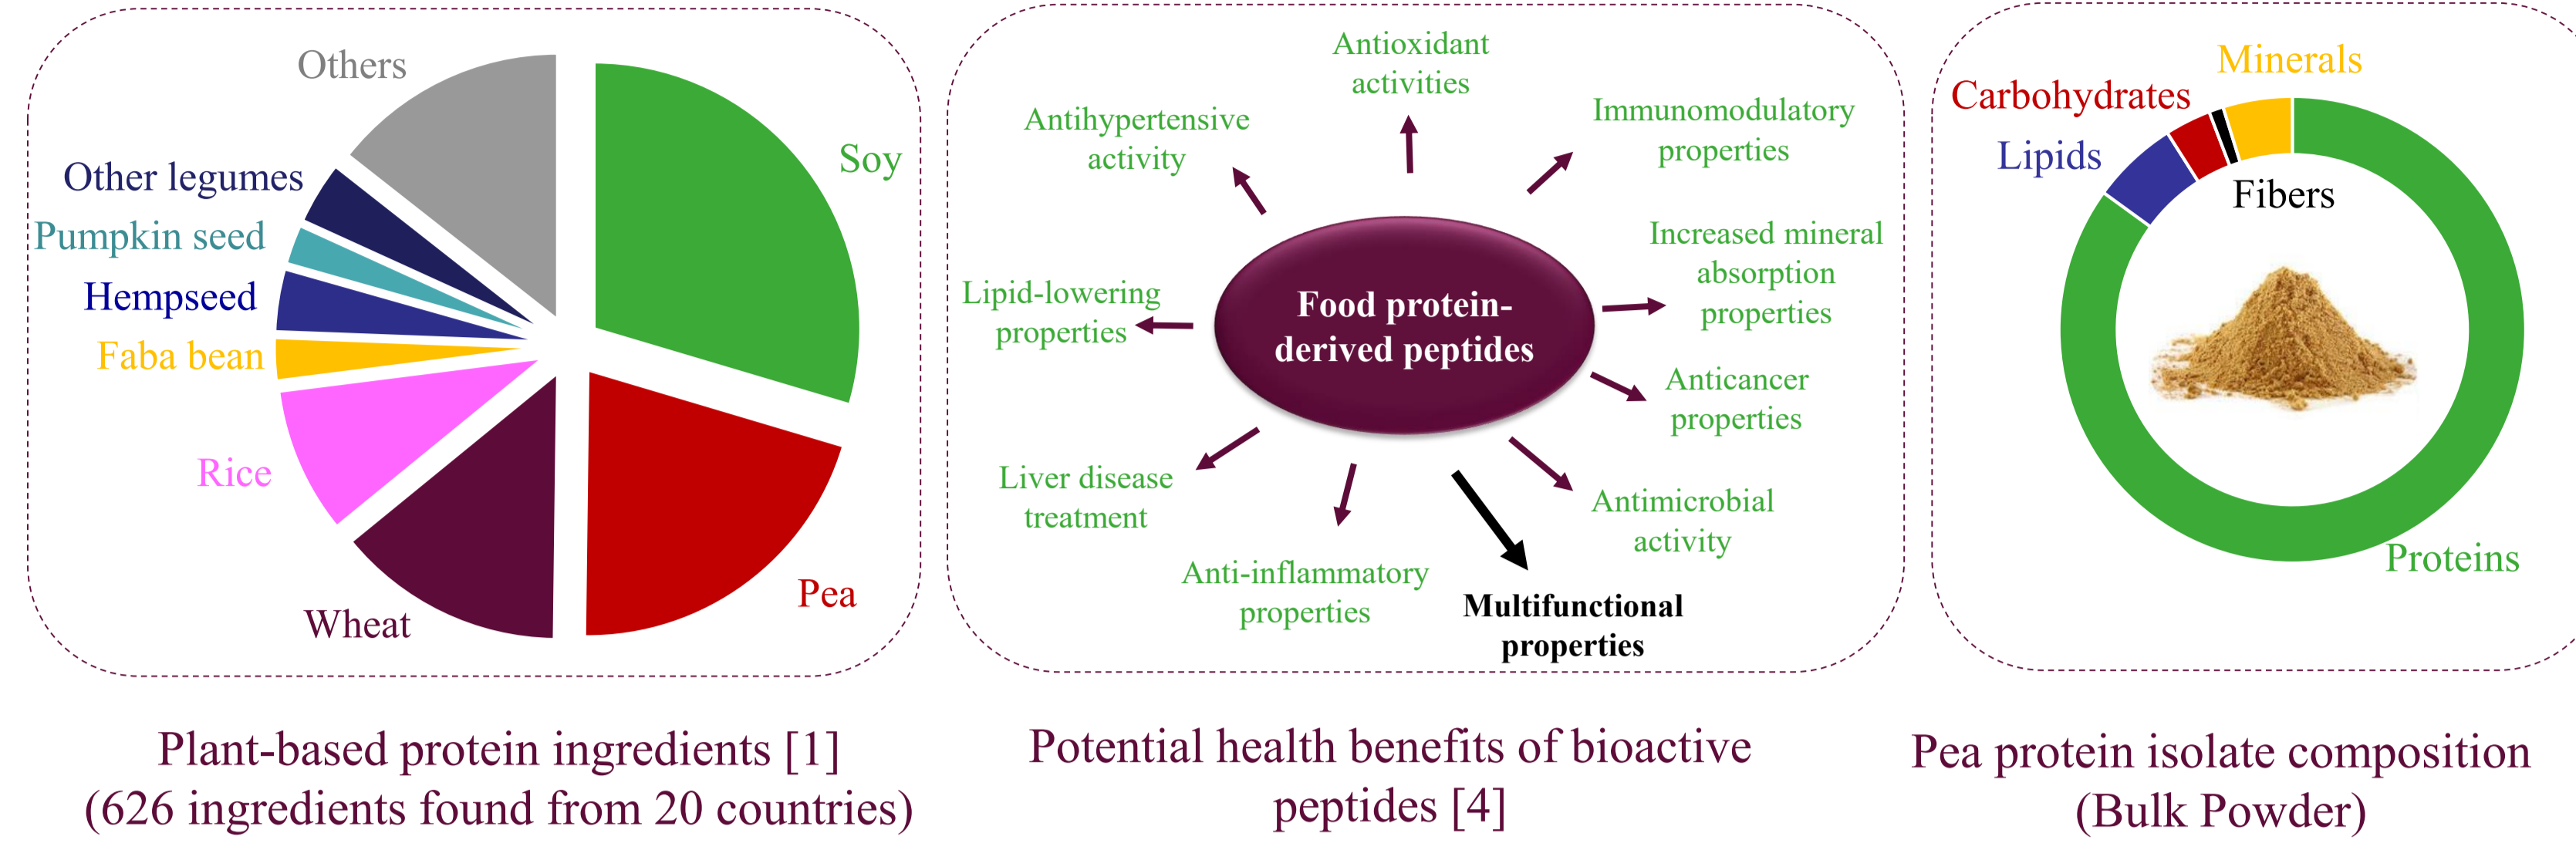 Others
Soy
Other legumes
Pumpkin seed
Hempseed
Faba bean
Rice
Wheat
Pea
Plant-based protein ingredients [1]
(626 ingredients found from 20 countries)
Antioxidant
activities
Antihypertensive
activity
Immunomodulatory
properties
Increased mineral
absorption
properties
Lipid-lowering
properties
Food protein-
derived peptides
Anticancer
properties
Liver disease
treatment
Antimicrobial
activity
Anti-inflammatory
properties
Multifunctional
properties
Potential health benefits of bioactive
peptides [4]
Minerals
Carbohydrates
Lipids
Fibers
Proteins
Pea protein isolate composition
(Bulk Powder)